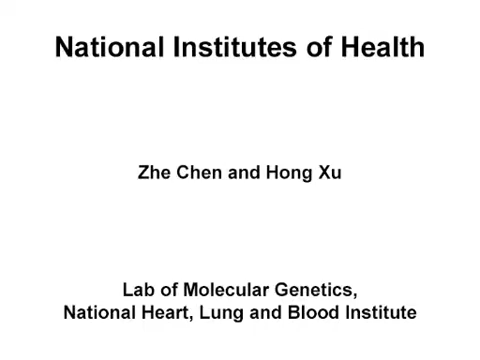 National Institutes of Health
Zhe Chen and Hong Xu
Lab of Molecular Genetics,
National Heart, Lung and Blood Institute